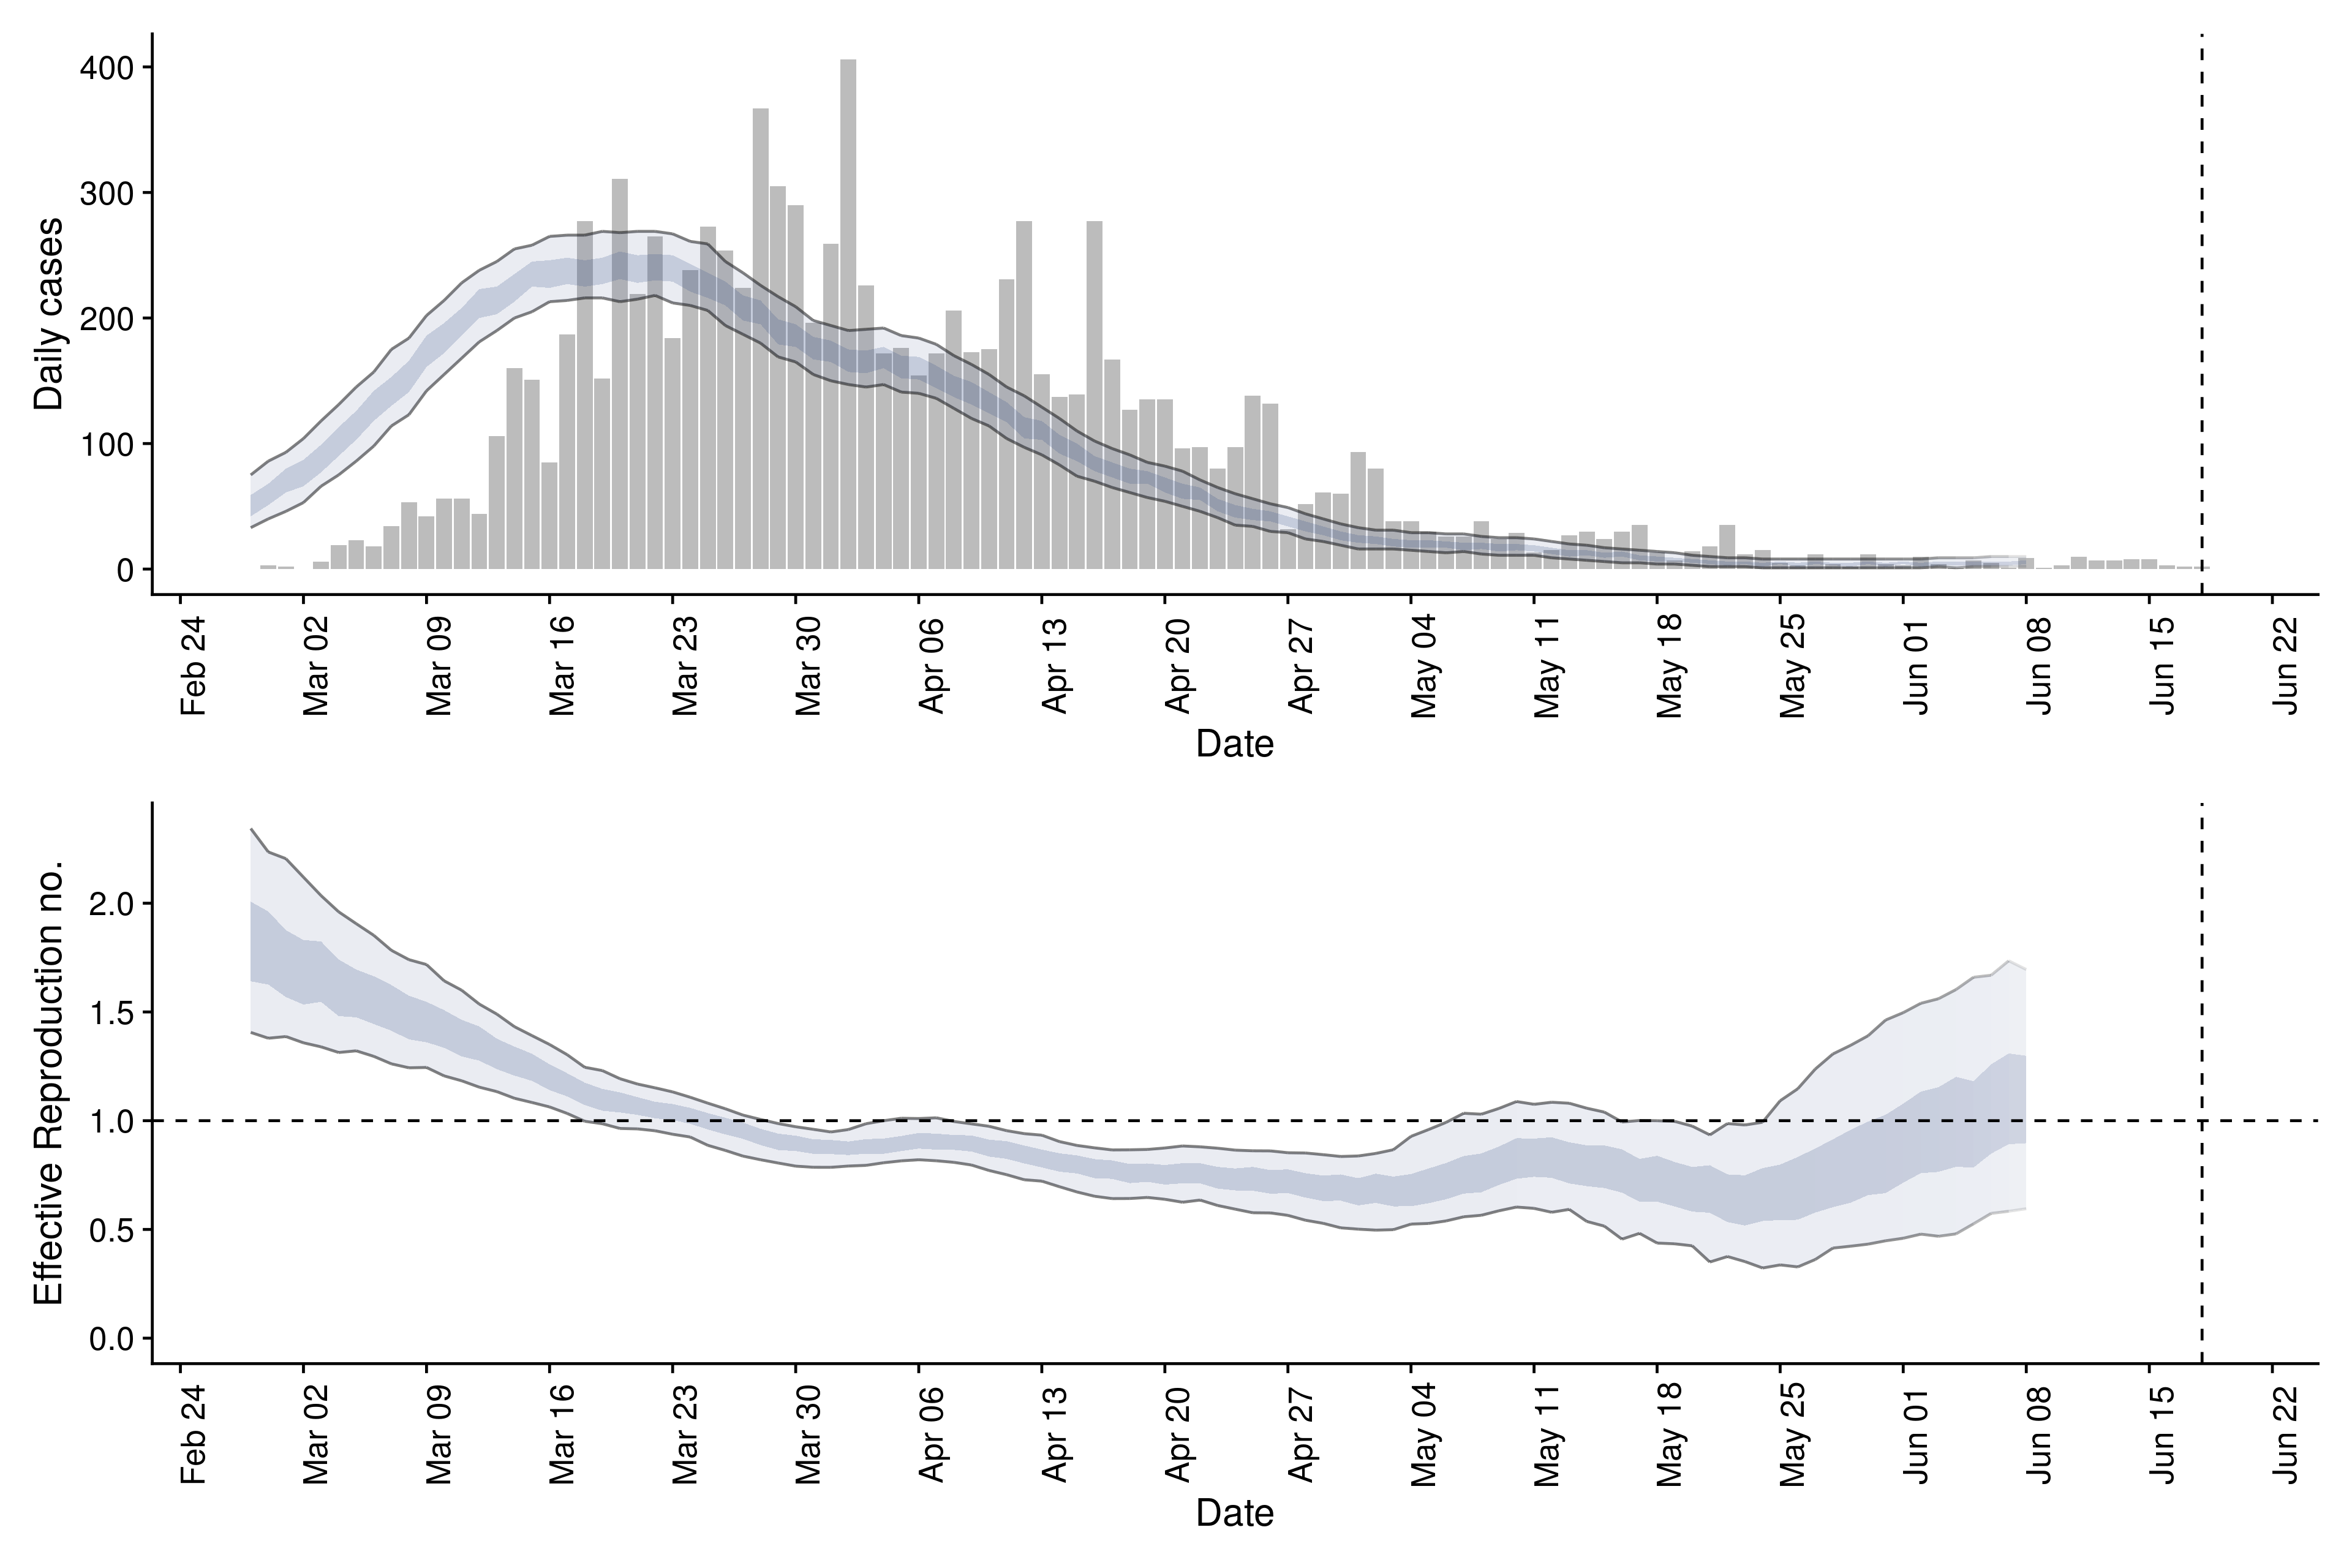 Daily cases
400
300
200
100
0
Feb 24
Mar 02
Mar 09
Mar 16
Mar 23
Mar 30
Apr 06
Apr 13
Apr 20
Apr 27
May 04
May 11
May 18
May 25
Jun 01
Jun 08
Jun 15
Jun 22
Date
Effective Reproduction no.
2.0
1.5
1.0
0.5
0.0
Feb 24
Mar 02
Mar 09
Mar 16
Mar 23
Mar 30
Apr 06
Apr 13
Apr 20
Apr 27
May 04
May 11
May 18
May 25
Jun 01
Jun 08
Jun 15
Jun 22
Date